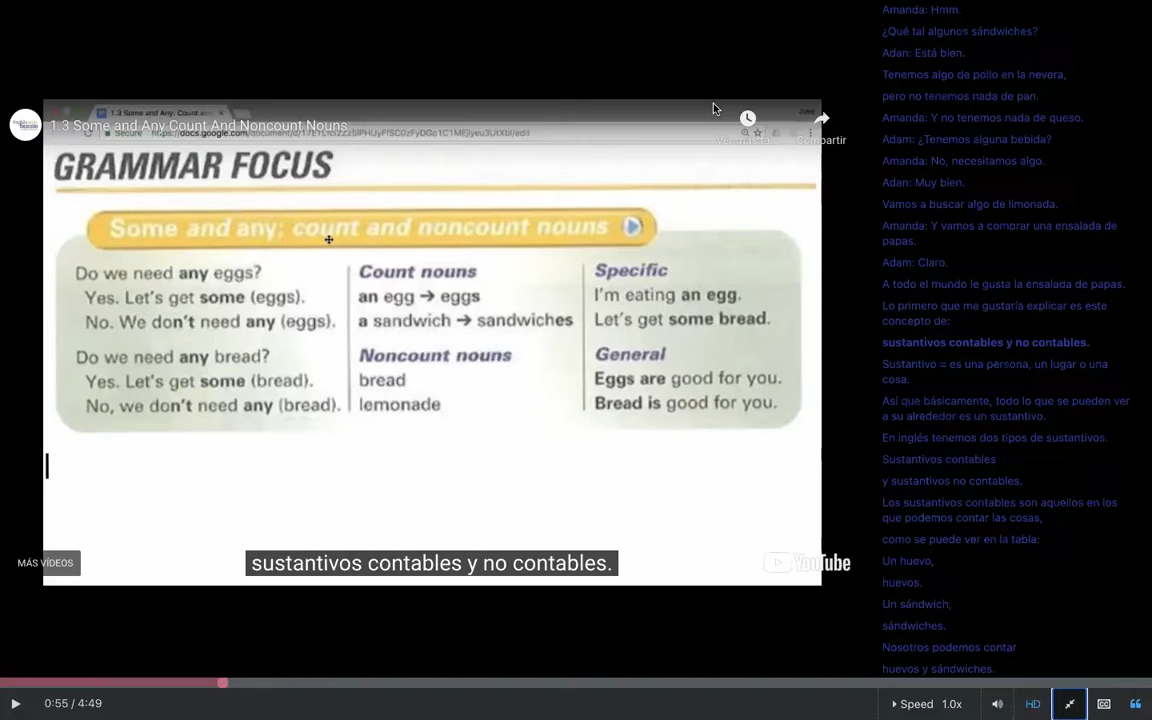 1.3 Some and Any: Count an
1.3 Some and Any Count And Noncount Nouns
Secure
Compartir
GRAMMAR FOCUS
Some and any; count and noncount nouns
Do we need any eggs?
Yes. Let's get some (eggs).
No. We don't need any (eggs).
Do we need any bread?
Yes. Let's get some (bread).
No, we don't need any (bread).
Count nouns
an egg → eggs
a sandwich → sandwiches
Noncount nouns
bread
lemonade
Specific
I'm eating an egg.
Let's get some bread.
General
Eggs are good for you.
Bread is good for you.
MÁS VÍDEOS
sustantivos contables y no contables.
YouTube
0:55 / 4:49
Speed 1.0x
HD
Amanda: Hmm.
¿Qué tal algunos sándwiches?
Adan: Está bien.
Tenemos algo de pollo en la nevera,
pero no tenemos nada de pan.
Amanda: Y no tenemos nada de queso.
Adam: ¿Tenemos alguna bebida?
Amanda: No, necesitamos algo.
Adan: Muy bien.
Vamos a buscar algo de limonada.
Amanda: Y vamos a comprar una ensalada de
papas.
Adam: Claro.
A todo el mundo le gusta la ensalada de papas.
Lo primero que me gustaría explicar es este
concepto de:
sustantivos contables y no contables.
Sustantivo = es una persona, un lugar o una
cosa.
Así que básicamente, todo lo que se pueden ver
a su alrededor es un sustantivo.
En inglés tenemos dos tipos de sustantivos.
Sustantivos contables
y sustantivos no contables.
Los sustantivos contables son aquellos en los
que podemos contar las cosas,
como se puede ver en la tabla:
Un huevo,
huevos.
Un sándwich,
sándwiches.
Nosotros podemos contar
huevos y sándwiches.